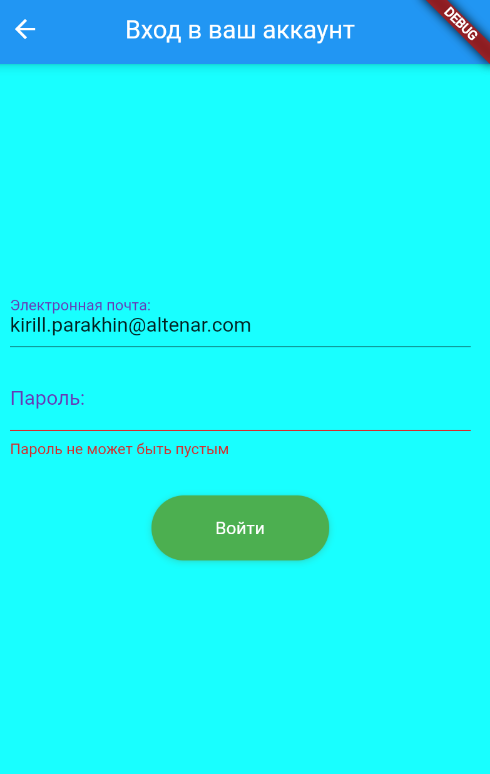 Вход в ваш аккаунт
DEBUG
Электронная почта:
kirill.parakhin@altenar.com
Пароль:
Пароль не может быть пустым
Войти